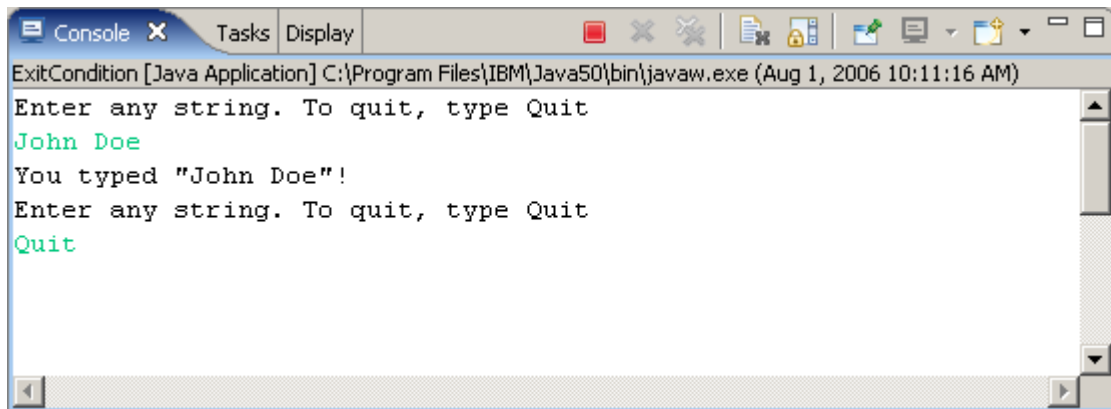 Console Tasks Display
ExitCondition [Java Application] C:\Program Files\IBM\Java50\bin\javaw.exe (Aug 1, 2006 10:11:16 AM)
Enter any string. To quit, type Quit
John Doe
You typed "John Doe"!
Enter any string. To quit, type Quit
Quit